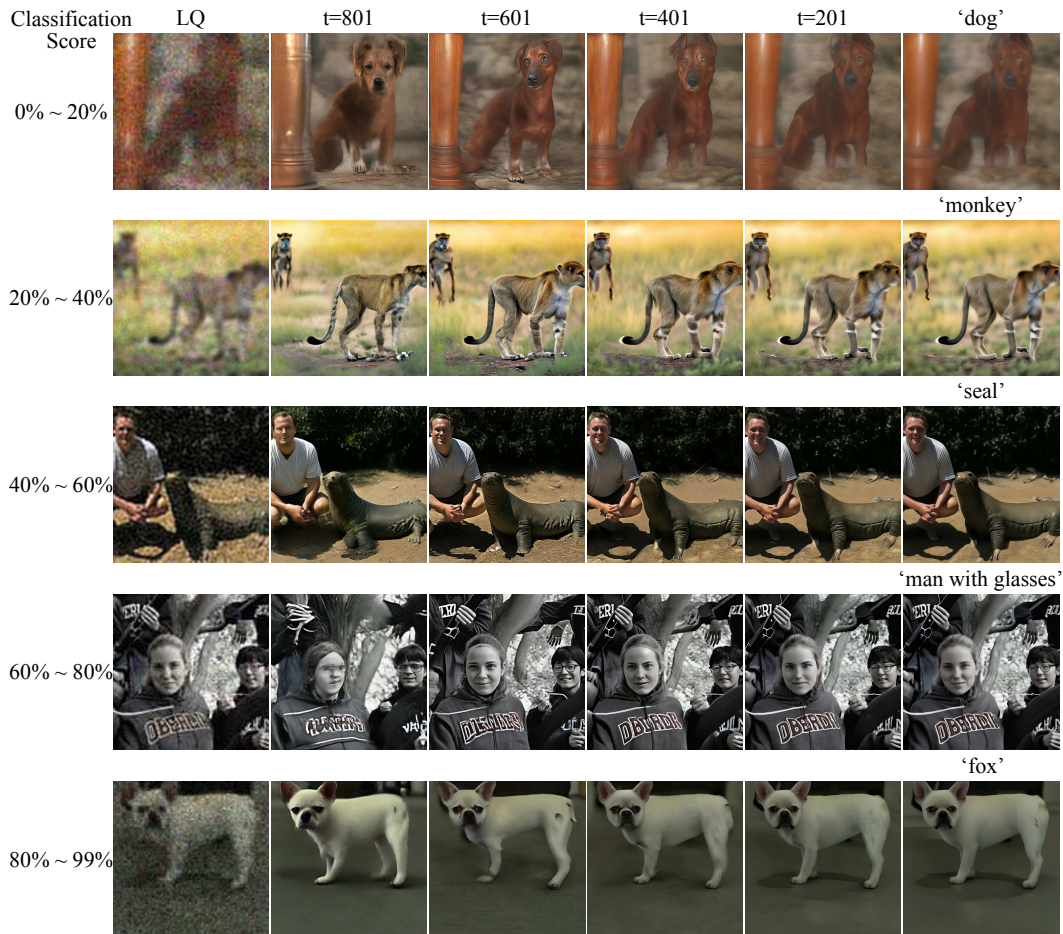 Classification Score LQ t=801 t=601 t=401 t=201 ‘dog’
0% ~ 20%
‘monkey’
20% ~ 40%
‘seal’
40% ~ 60%
‘man with glasses’
60% ~ 80%
OBERDR
‘fox’
80% ~ 99%